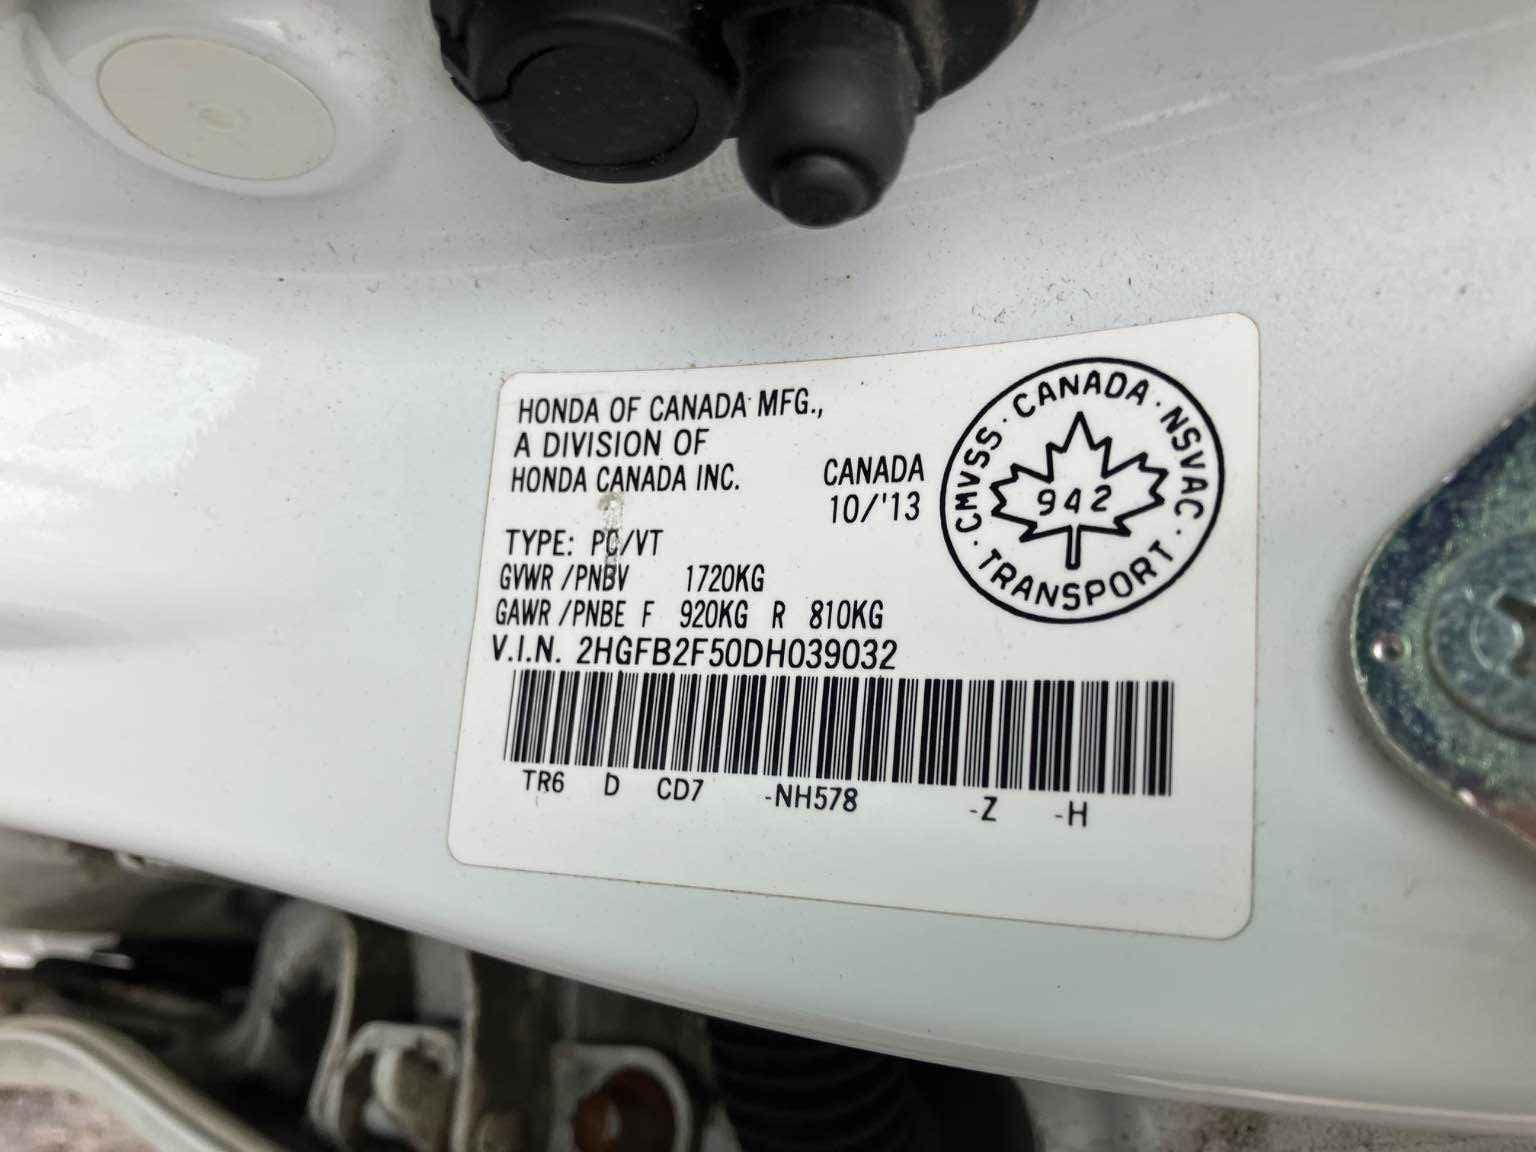 HONDA OF CANADA MFG.,
A DIVISION OF
HONDA CANADA INC.
CANADA
10/'13
CMVSS · CANADA · NSVAC · TRANSPORT ·
942
TYPE: PC/VT
GVWR /PNBV 1720KG
GAWR /PNBE F 920KG R 810KG
V.I.N. 2HGFB2F50DH039032
TR6 D CD7 -NH578 -Z -H